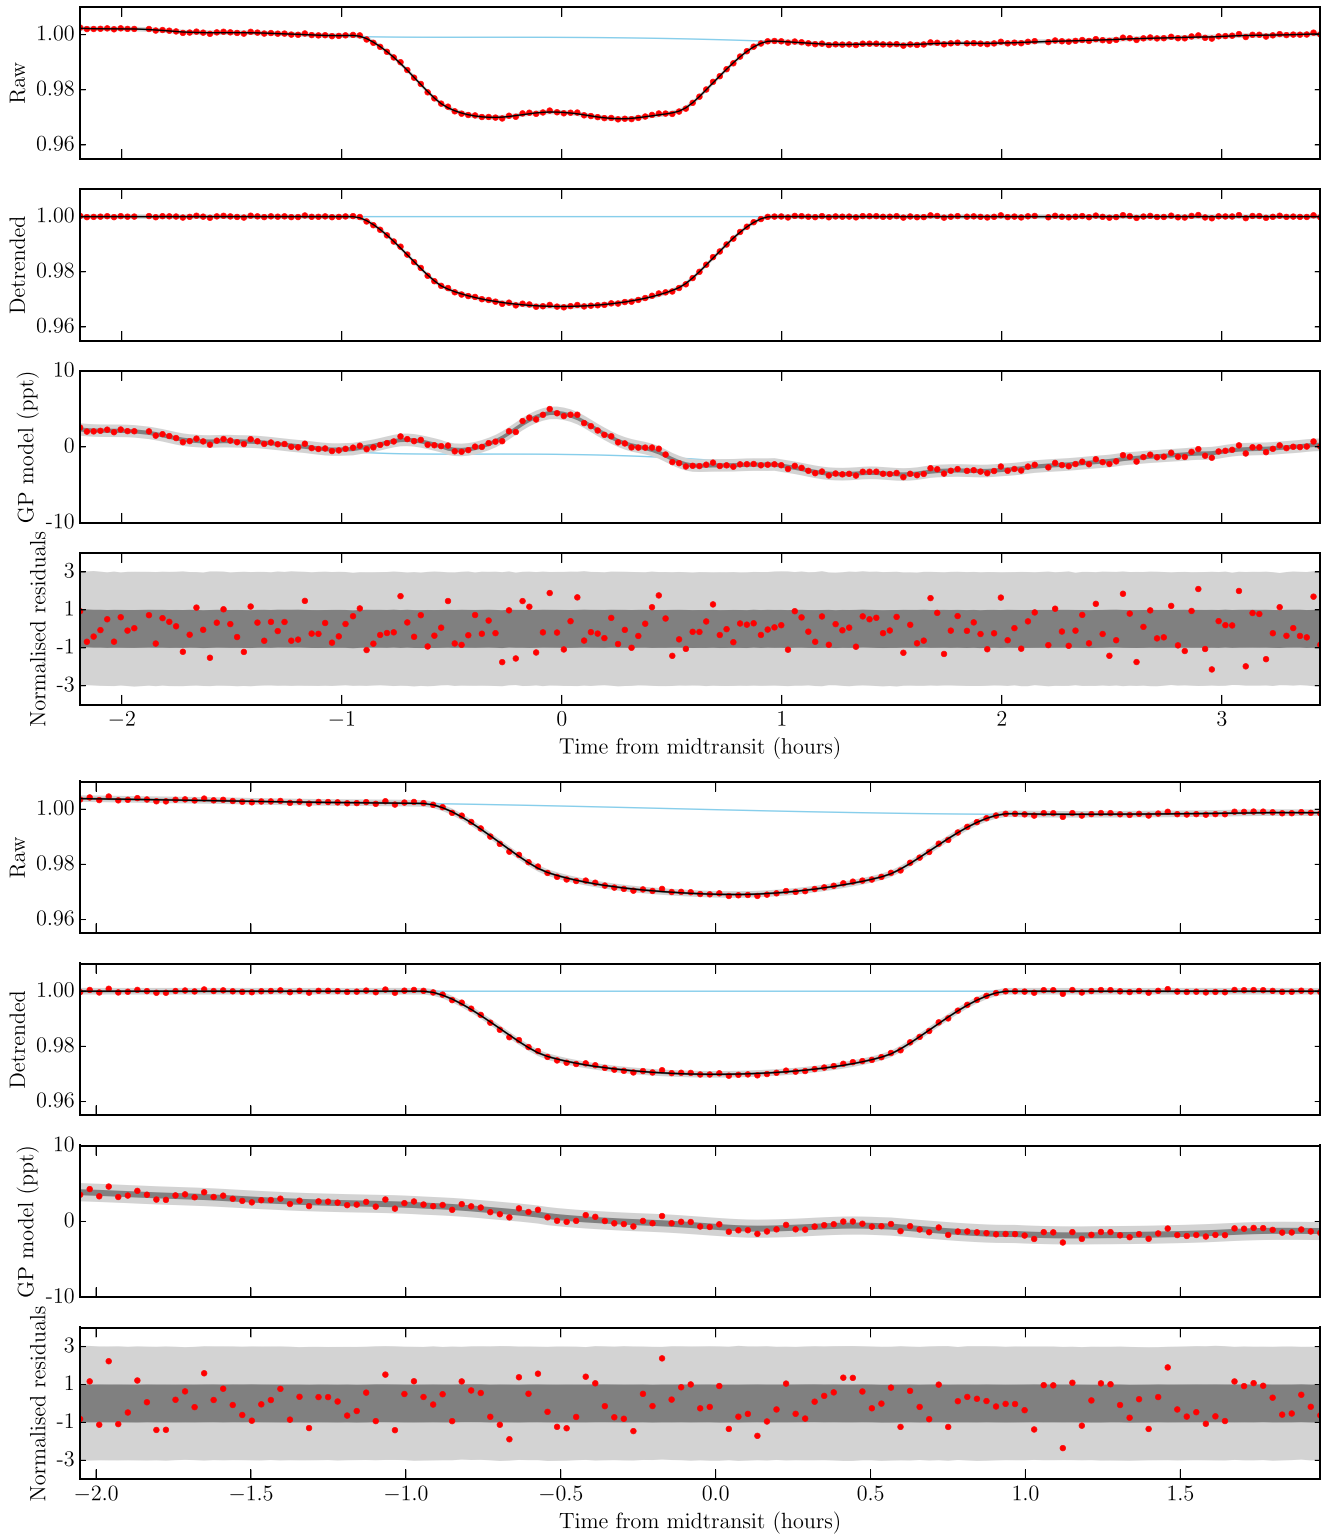 Raw
1.00
0.98
0.96
Detrended
1.00
0.98
0.96
GP model (ppt)
10
0
-10
Normalised residuals
3
1
-1
-3
−2 −1 0 1 2 3
Time from midtransit (hours)
Raw
1.00
0.98
0.96
Detrended
1.00
0.98
0.96
GP model (ppt)
10
0
-10
Normalised residuals
3
1
-1
-3
−2.0 −1.5 −1.0 −0.5 0.0 0.5 1.0 1.5
Time from midtransit (hours)